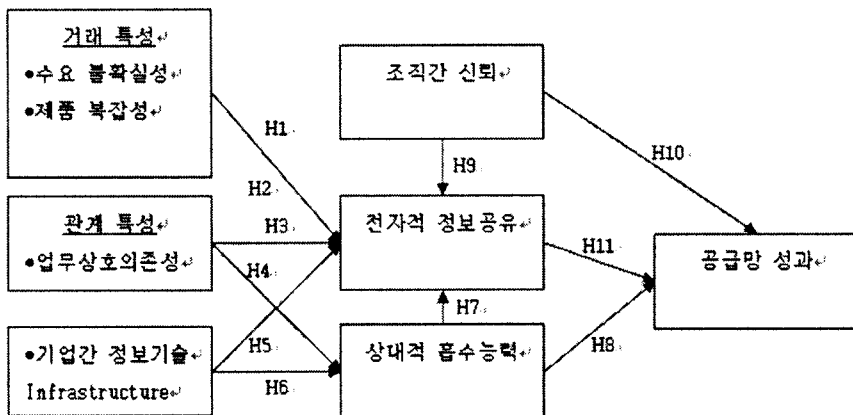 거래 특성
●수요 불확실성
●제품 복잡성
조직간 신뢰
H1
H2
H9
H10
관계 특성
●업무상호의존성
H3
H4
전자적 정보공유
H11
공급망 성과
H7
●기업간 정보기술
Infrastructure
H5
H6
상대적 흡수능력
H8